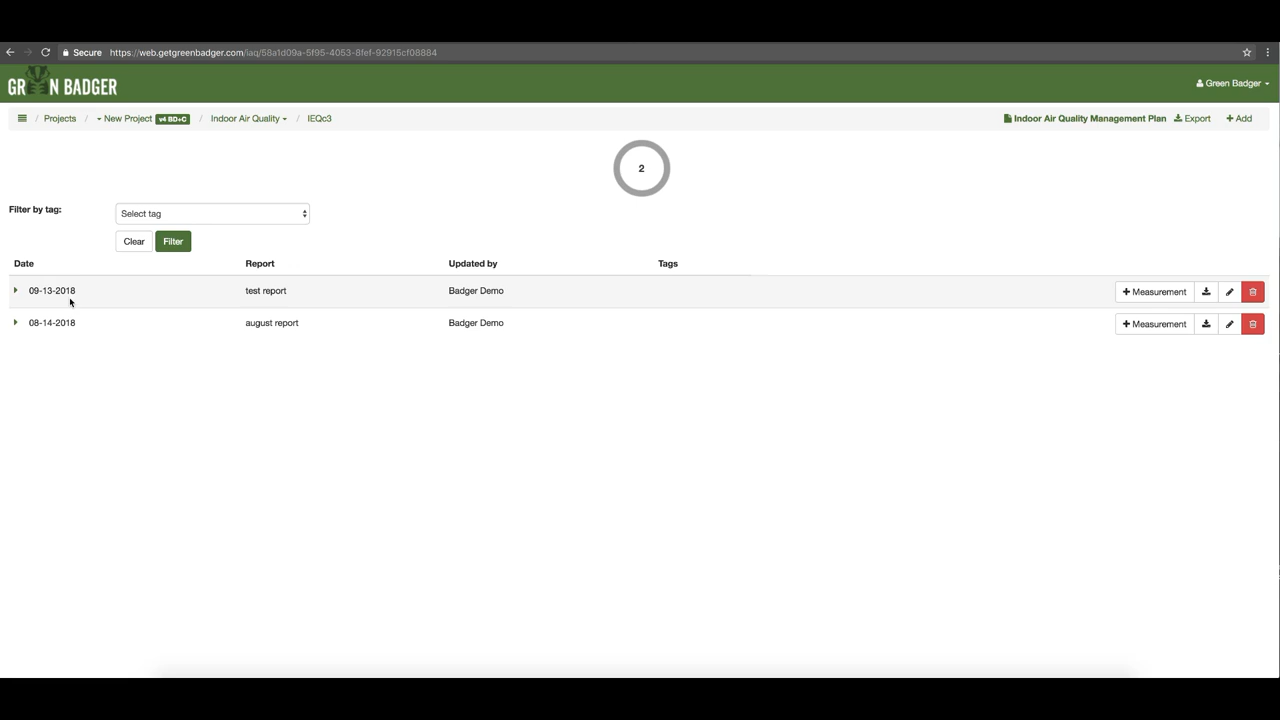 Secure https://web.getgreenbadger.com/iaq/58a1d09a-5f95-4053-8fef-92915cf08884
GREEN BADGER
Green Badger
/ Projects / New Project v4 BD+C / Indoor Air Quality / IEQc3
Indoor Air Quality Management Plan Export + Add
2
Filter by tag: Select tag
Clear Filter
Date Report Updated by Tags
09-13-2018 test report Badger Demo + Measurement
08-14-2018 august report Badger Demo + Measurement